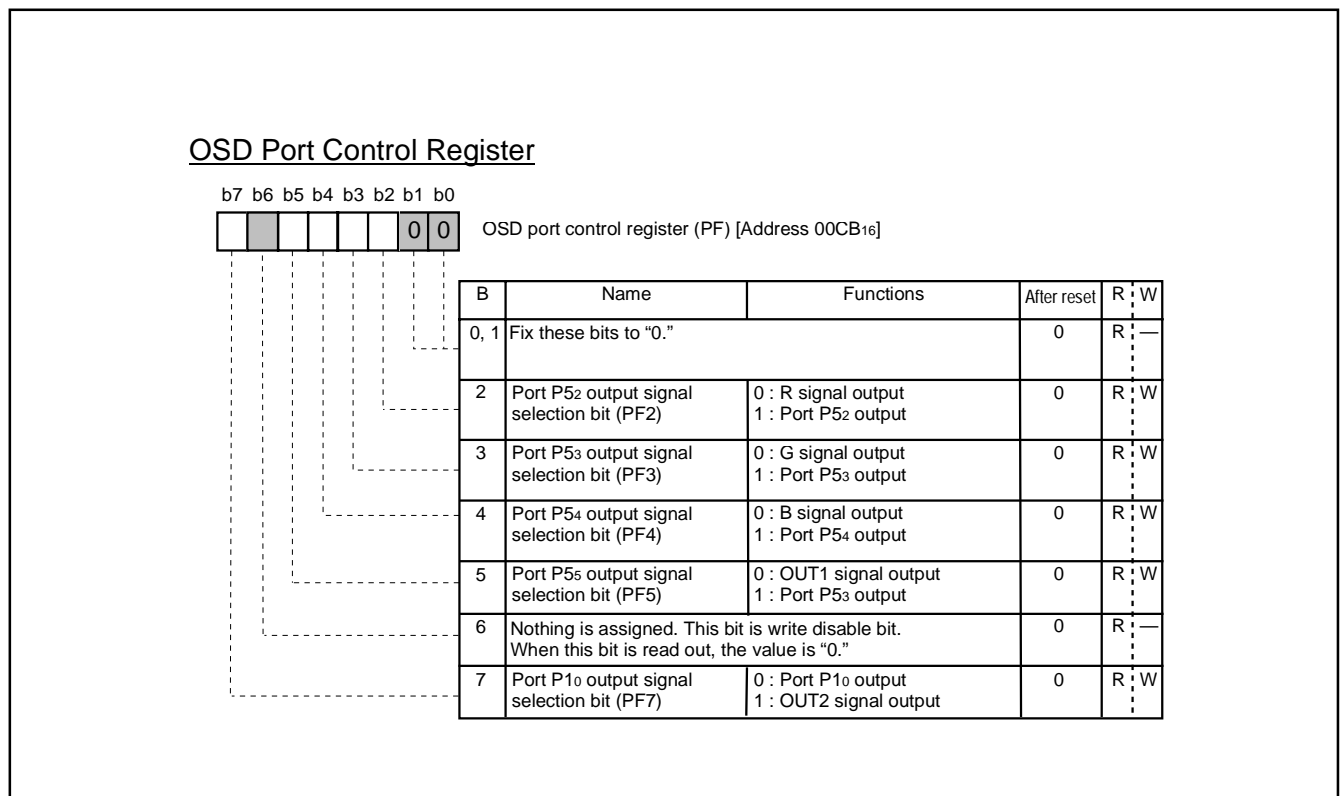 OSD Port Control Register
b7 b6 b5 b4 b3 b2 b1 b0
0 0
OSD port control register (PF) [Address 00CB16]
B Name Functions After reset R W
0, 1 Fix these bits to “0.” 0 R —
2 Port P52 output signal selection bit (PF2) 0 : R signal output 0 R W
1 : Port P52 output
3 Port P53 output signal selection bit (PF3) 0 : G signal output 0 R W
1 : Port P53 output
4 Port P54 output signal selection bit (PF4) 0 : B signal output 0 R W
1 : Port P54 output
5 Port P55 output signal selection bit (PF5) 0 : OUT1 signal output 0 R W
1 : Port P53 output
6 Nothing is assigned. This bit is write disable bit. 0 R —
When this bit is read out, the value is “0.”
7 Port P10 output signal selection bit (PF7) 0 : Port P10 output 0 R W
1 : OUT2 signal output